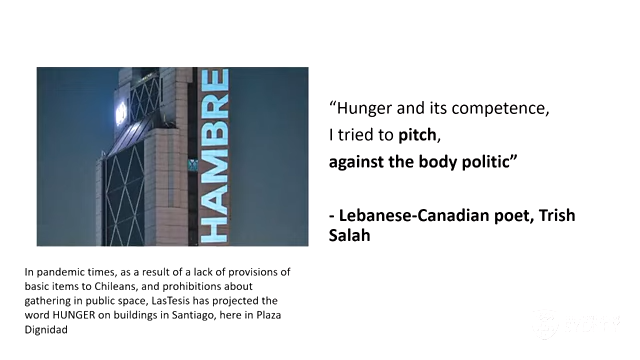 HAMBRE
“Hunger and its competence,
I tried to pitch,
against the body politic”
- Lebanese-Canadian poet, Trish
Salah
In pandemic times, as a result of a lack of provisions of
basic items to Chileans, and prohibitions about
gathering in public space, LasTesis has projected the
word HUNGER on buildings in Santiago, here in Plaza
Dignidad